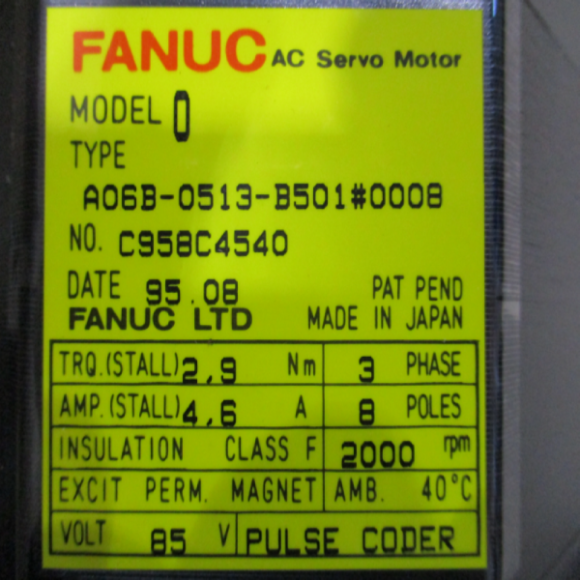 FANUC AC Servo Motor
MODEL 0
TYPE
A06B-0513-B501#0008
NO. C958C4540
DATE 95.08 PAT PEND
FANUC LTD MADE IN JAPAN
TRQ.(STALL) 2,9 Nm 3 PHASE
AMP.(STALL) 4,6 A 8 POLES
INSULATION CLASS F 2000 rpm
EXCIT PERM. MAGNET AMB. 40°C
VOLT 85 V PULSE CODER